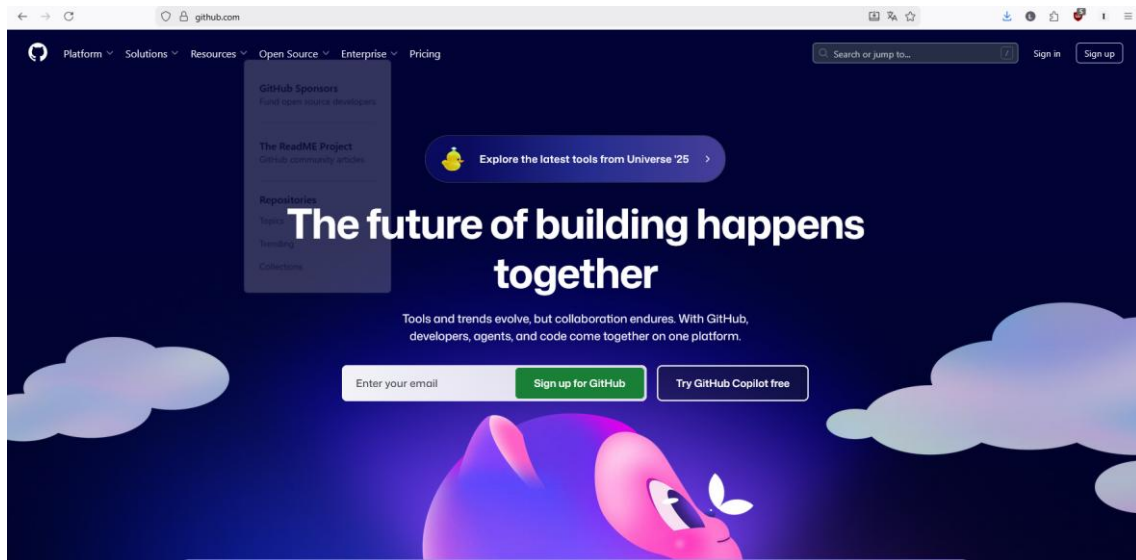 github.com
Platform Solutions Resources Open Source Enterprise Pricing
Search or jump to...
/
Sign in
Sign up
GitHub Sponsors
Fund open source developers
The ReadME Project
GitHub community articles
Repositories
Topics
Trending
Collections
Explore the latest tools from Universe '25
The future of building happens
together
Tools and trends evolve, but collaboration endures. With GitHub,
developers, agents, and code come together on one platform.
Enter your email
Sign up for GitHub
Try GitHub Copilot free